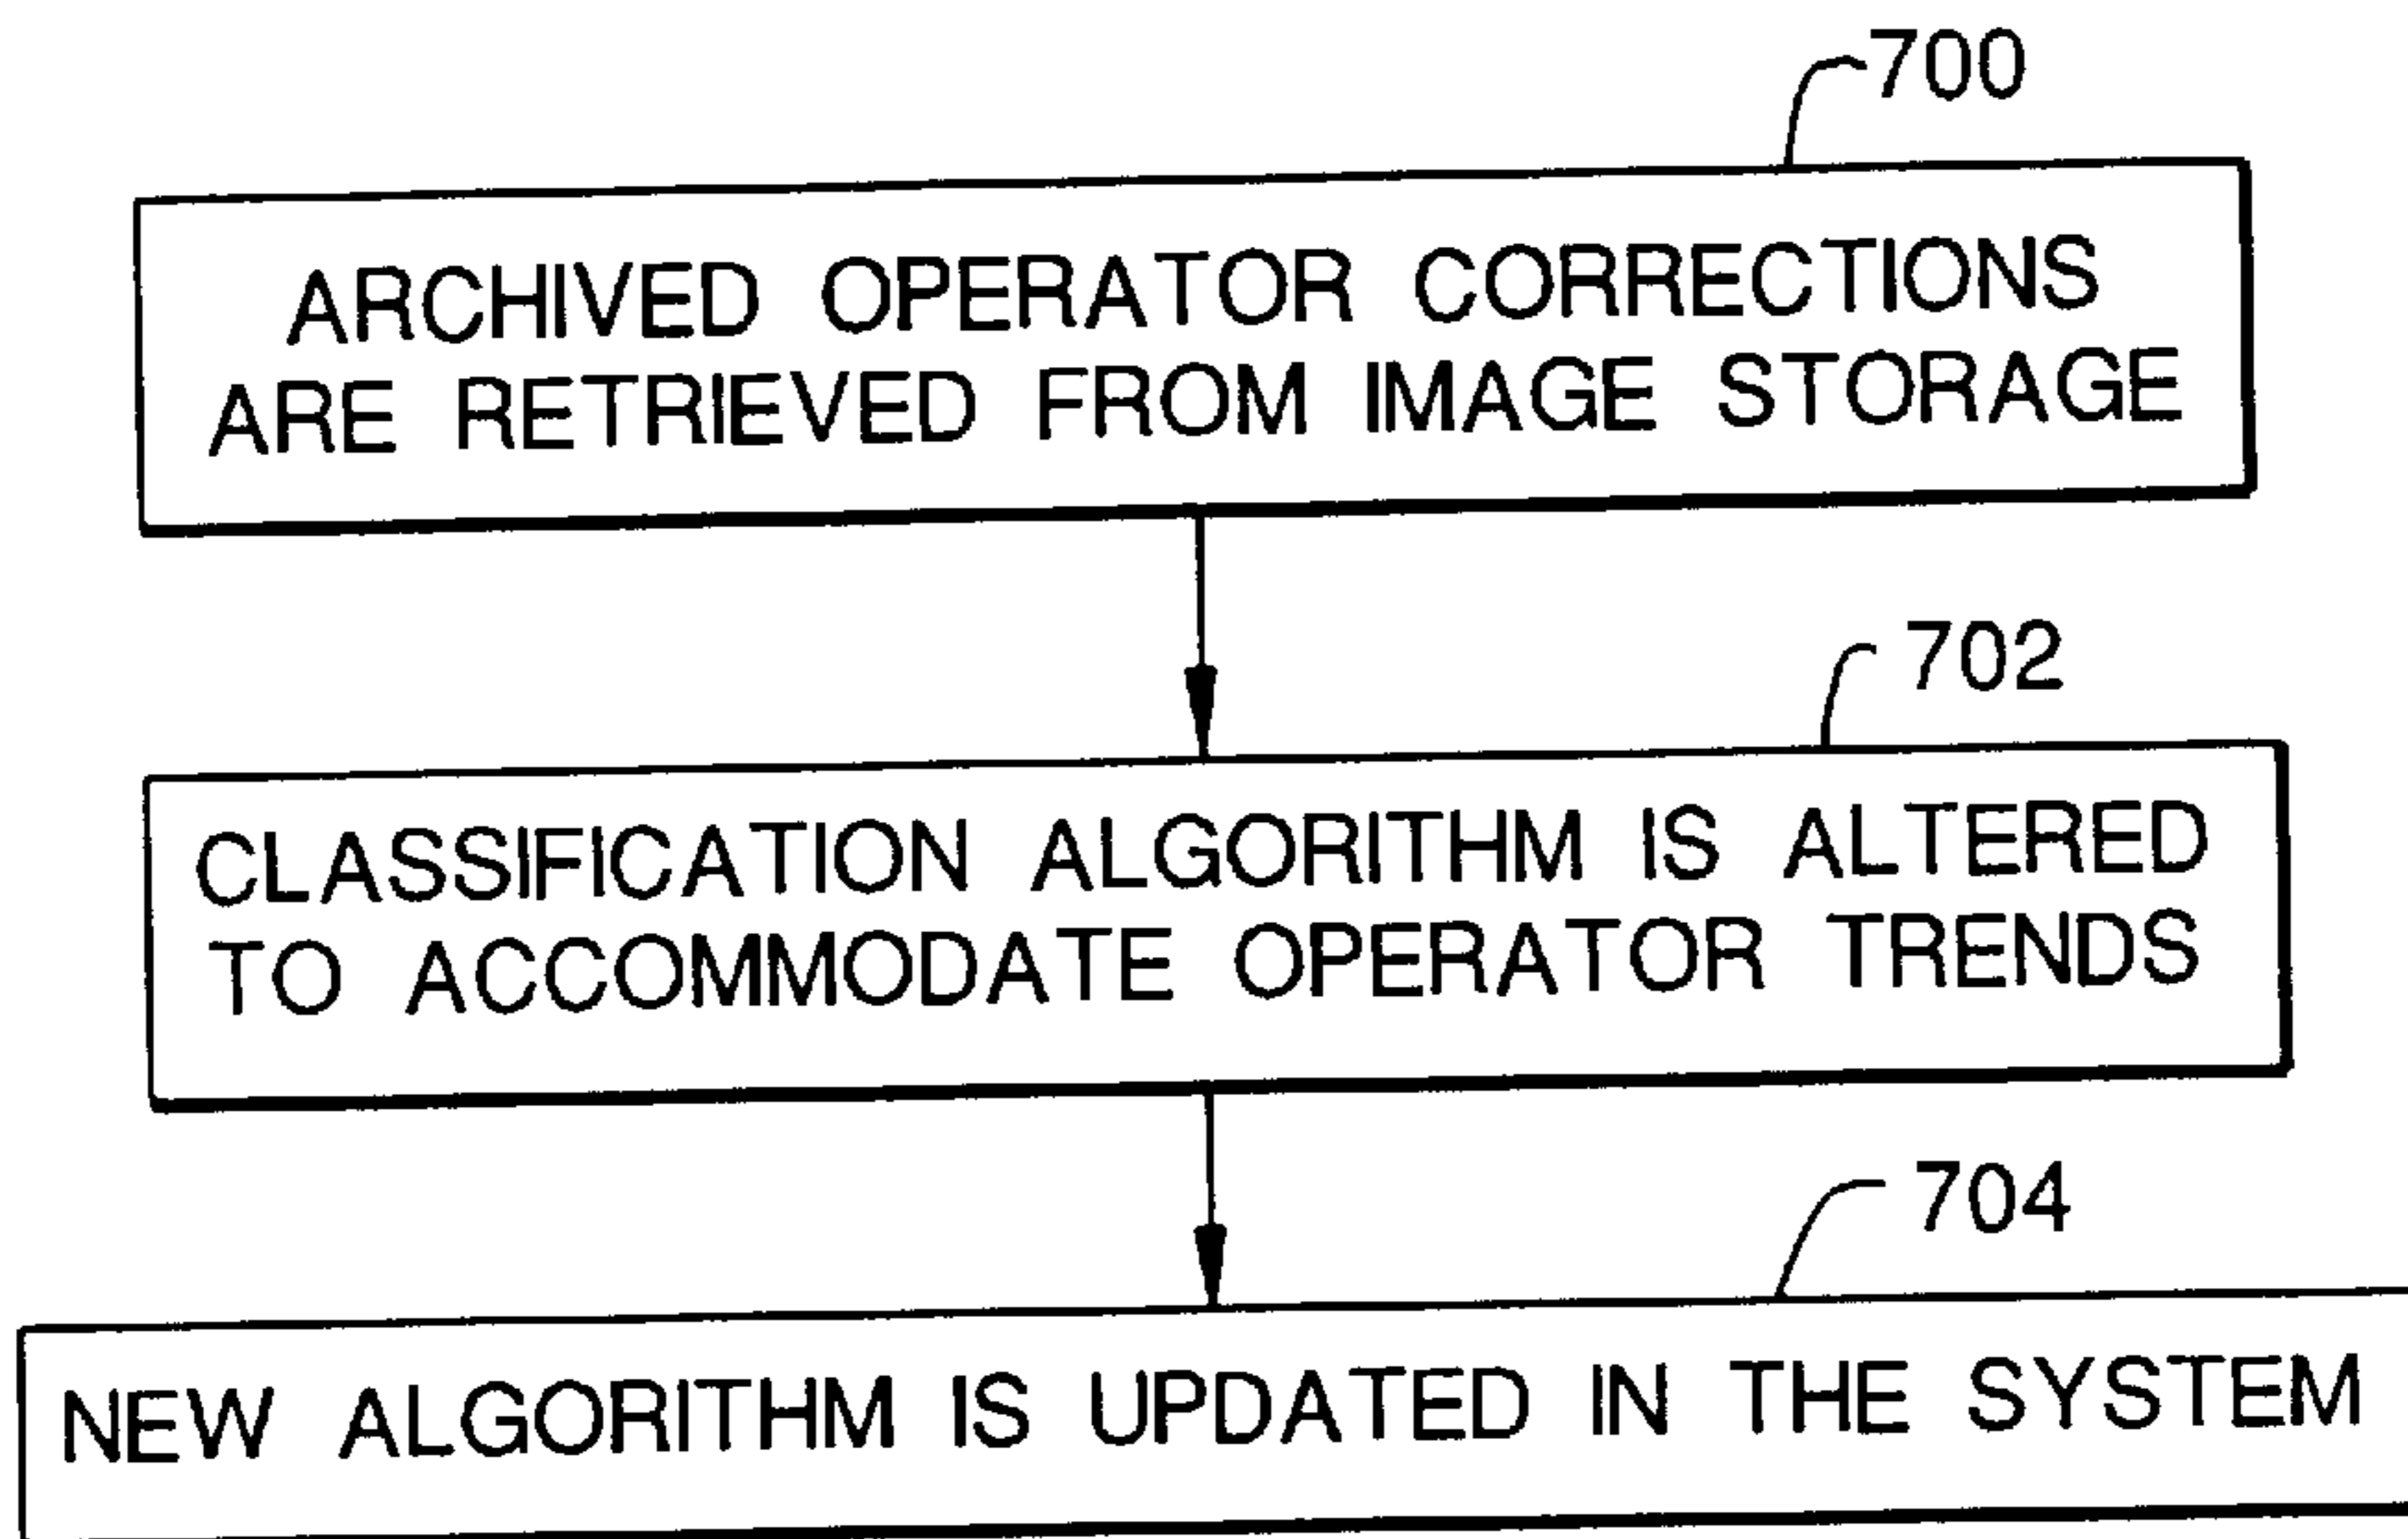 700
ARCHIVED OPERATOR CORRECTIONS
ARE RETRIEVED FROM IMAGE STORAGE
702
CLASSIFICATION ALGORITHM IS ALTERED
TO ACCOMMODATE OPERATOR TRENDS
704
NEW ALGORITHM IS UPDATED IN THE SYSTEM